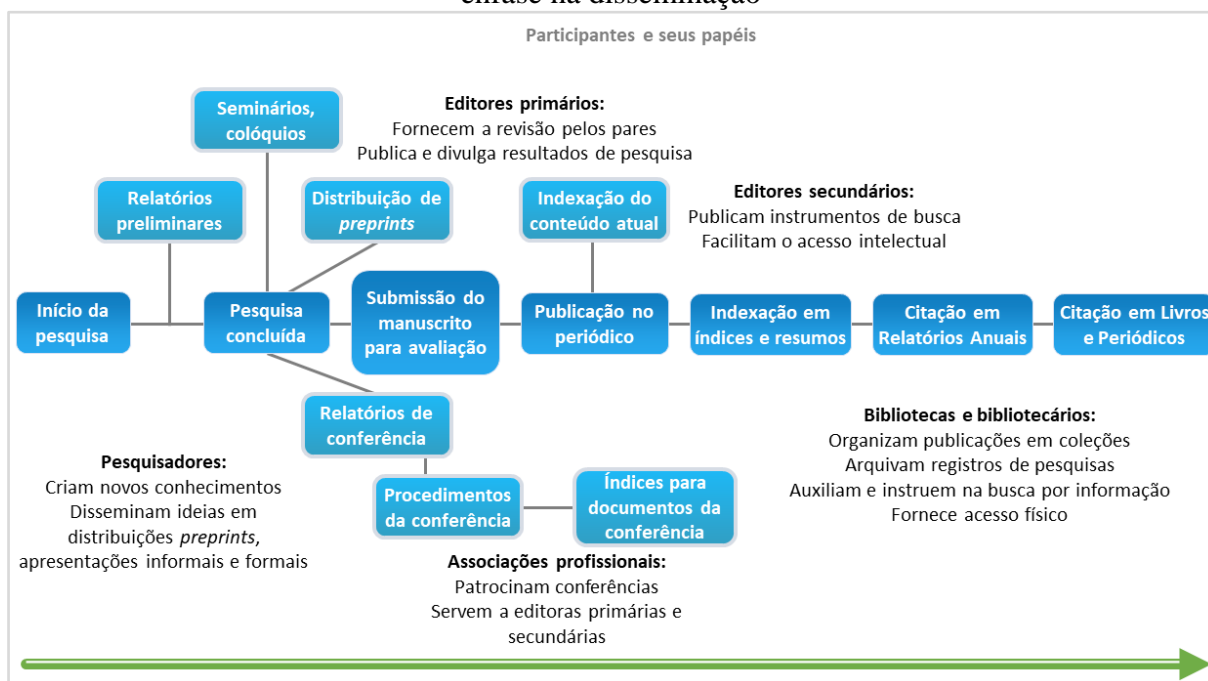 ênfase na disseminação
Participantes e seus papéis
Seminários,
colóquios
Editores primários:
Fornecem a revisão pelos pares
Publica e divulga resultados de pesquisa
Relatórios
preliminares
Distribuição de
preprints
Indexação do
conteúdo atual
Editores secundários:
Publicam instrumentos de busca
Facilitam o acesso intelectual
Início da
pesquisa
Pesquisa
concluída
Submissão do
manuscrito
para avaliação
Publicação no
periódico
Indexação em
índices e resumos
Citação em
Relatórios Anuais
Citação em Livros
e Periódicos
Relatórios de
conferência
Procedimentos
da conferência
Índices para
documentos da
conferência
Bibliotecas e bibliotecários:
Organizam publicações em coleções
Arquivam registros de pesquisas
Auxiliam e instruem na busca por informação
Fornece acesso físico
Pesquisadores:
Criam novos conhecimentos
Disseminam ideias em
distribuições preprints,
apresentações informais e formais
Associações profissionais:
Patrocinam conferências
Servem a editoras primárias e
secundárias